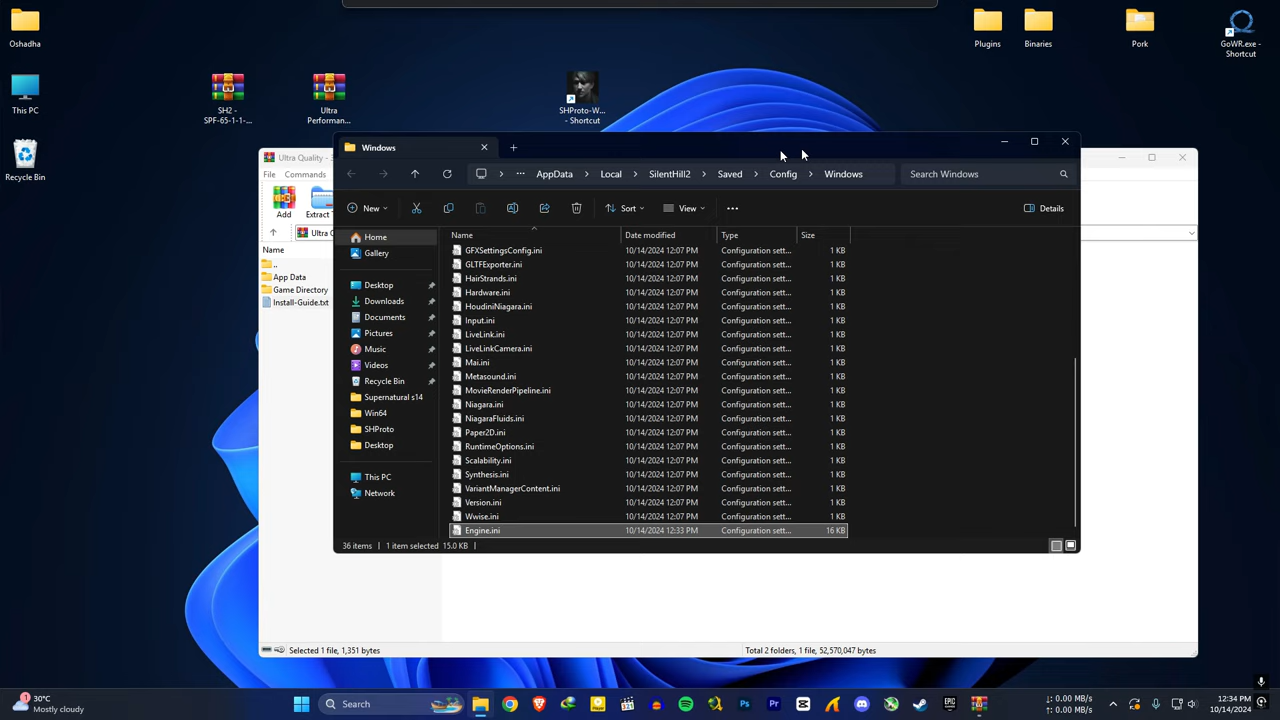 Oshadha
This PC
Recycle Bin
SH2 -
SPF-65-1-1-...
Ultra
Performan...
SHProto-W...
- Shortcut
Plugins
Binaries
Pork
GoWR.exe -
Shortcut
Ultra Quality - 3
File
Commands
Add
Extract T
Ultra Q
Name
..
App Data
Game Directory
Install-Guide.txt
Selected 1 file, 1,351 bytes
Total 2 folders, 1 file, 52,570,047 bytes
Windows
AppData > Local > SilentHill2 > Saved > Config > Windows
Search Windows
New
Sort
View
Details
Home
Gallery
Desktop
Downloads
Documents
Pictures
Music
Videos
Recycle Bin
Supernatural s14
Win64
SHProto
Desktop
This PC
Network
Name Date modified Type Size
GFXSettingsConfig.ini 10/14/2024 12:07 PM Configuration sett... 1 KB
GLTFExporter.ini 10/14/2024 12:07 PM Configuration sett... 1 KB
HairStrands.ini 10/14/2024 12:07 PM Configuration sett... 1 KB
Hardware.ini 10/14/2024 12:07 PM Configuration sett... 1 KB
HoudiniNiagara.ini 10/14/2024 12:07 PM Configuration sett... 1 KB
Input.ini 10/14/2024 12:07 PM Configuration sett... 1 KB
LiveLink.ini 10/14/2024 12:07 PM Configuration sett... 1 KB
LiveLinkCamera.ini 10/14/2024 12:07 PM Configuration sett... 1 KB
Mai.ini 10/14/2024 12:07 PM Configuration sett... 1 KB
Metasound.ini 10/14/2024 12:07 PM Configuration sett... 1 KB
MovieRenderPipeline.ini 10/14/2024 12:07 PM Configuration sett... 1 KB
Niagara.ini 10/14/2024 12:07 PM Configuration sett... 1 KB
NiagaraFluids.ini 10/14/2024 12:07 PM Configuration sett... 1 KB
Paper2D.ini 10/14/2024 12:07 PM Configuration sett... 1 KB
RuntimeOptions.ini 10/14/2024 12:07 PM Configuration sett... 1 KB
Scalability.ini 10/14/2024 12:07 PM Configuration sett... 1 KB
Synthesis.ini 10/14/2024 12:07 PM Configuration sett... 1 KB
VariantManagerContent.ini 10/14/2024 12:07 PM Configuration sett... 1 KB
Version.ini 10/14/2024 12:07 PM Configuration sett... 1 KB
Wwise.ini 10/14/2024 12:07 PM Configuration sett... 1 KB
Engine.ini 10/14/2024 12:33 PM Configuration sett... 16 KB
36 items 1 item selected 15.0 KB
1
30°C
Mostly cloudy
Search
Ps
Pr
EPIC
↑: 0.00 MB/s
↓: 0.00 MB/s
12:34 PM
10/14/2024